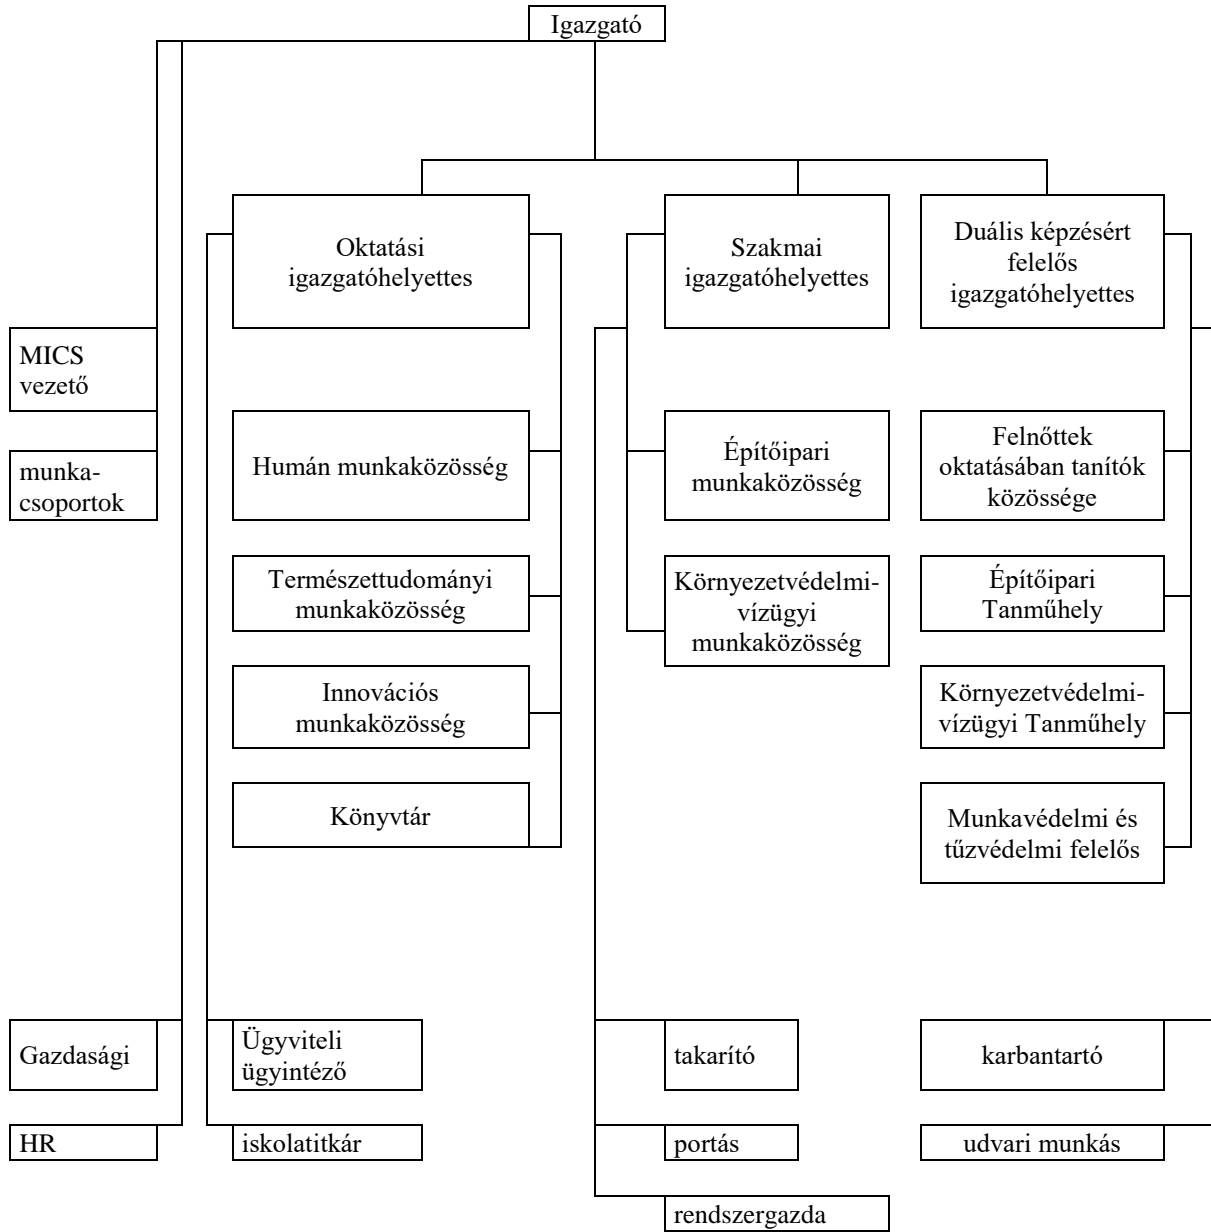 Igazgató
Oktatási
igazgatóhelyettes
Szakmai
igazgatóhelyettes
Duális képzésért
felelős
igazgatóhelyettes
MICS
vezető
munka-
csoportok
Humán munkaközösség
Építőipari
munkaközösség
Felnőttek
oktatásában tanítók
közössége
Természettudományi
munkaközösség
Környezetvédelmi-
vízügyi
munkaközösség
Építőipari
Tanműhely
Innovációs
munkaközösség
Környezetvédelmi-
vízügyi Tanműhely
Könyvtár
Munkavédelmi és
tűzvédelmi felelős
Gazdasági
Ügyviteli
ügyintéző
takarító
karbantartó
HR
iskolatitkár
portás
udvari munkás
rendszergazda